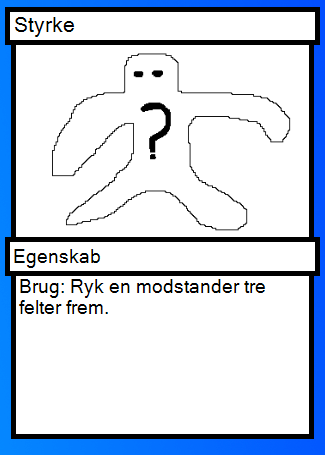 Styrke
?
Egenskab
Brug: Ryk en modstander tre
felter frem.